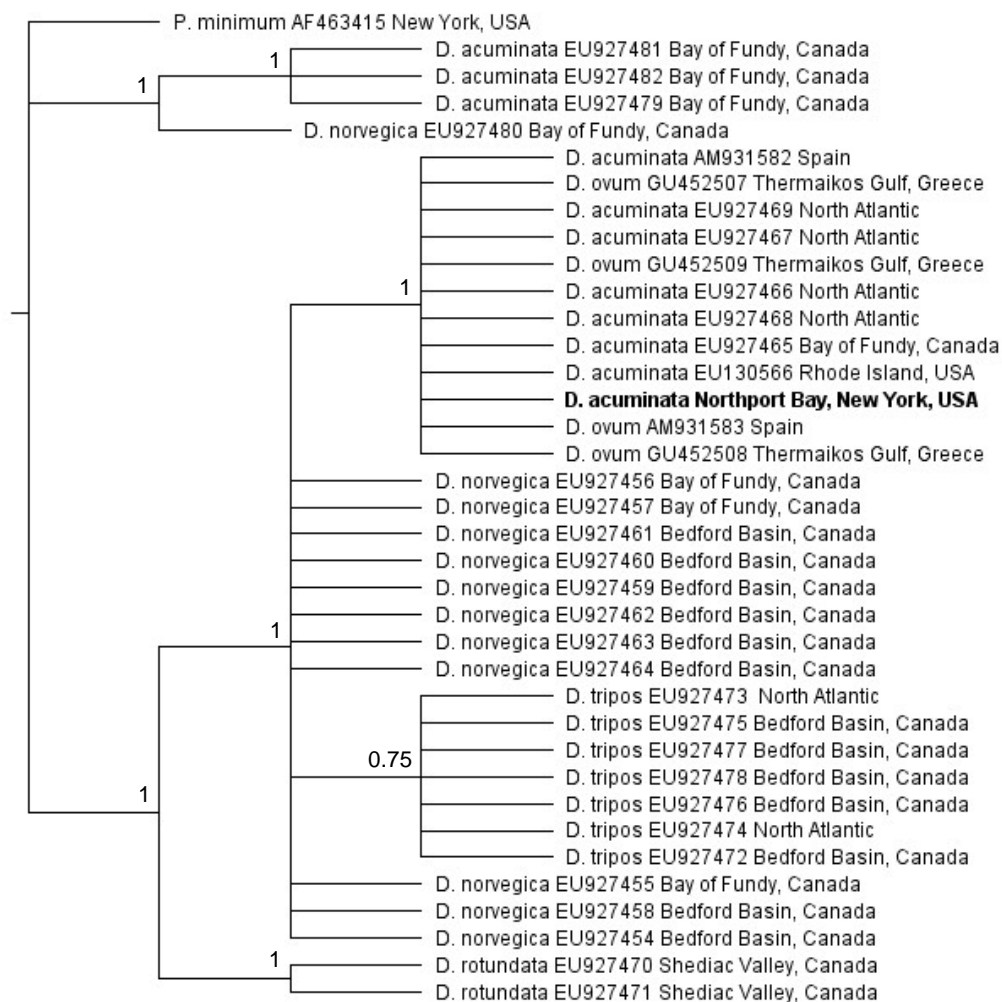 P. minimum AF463415 New York, USA
D. acuminata EU927481 Bay of Fundy, Canada
1
D. acuminata EU927482 Bay of Fundy, Canada
1
D. acuminata EU927479 Bay of Fundy, Canada
D. norvegica EU927480 Bay of Fundy, Canada
D. acuminata AM931582 Spain
D. ovum GU452507 Thermaikos Gulf, Greece
D. acuminata EU927469 North Atlantic
D. acuminata EU927467 North Atlantic
D. ovum GU452509 Thermaikos Gulf, Greece
1
D. acuminata EU927466 North Atlantic
D. acuminata EU927468 North Atlantic
D. acuminata EU927465 Bay of Fundy, Canada
D. acuminata EU130566 Rhode Island, USA
D. acuminata Northport Bay, New York, USA
D. ovum AM931583 Spain
D. ovum GU452508 Thermaikos Gulf, Greece
D. norvegica EU927456 Bay of Fundy, Canada
D. norvegica EU927457 Bay of Fundy, Canada
D. norvegica EU927461 Bedford Basin, Canada
D. norvegica EU927460 Bedford Basin, Canada
D. norvegica EU927459 Bedford Basin, Canada
D. norvegica EU927462 Bedford Basin, Canada
1
D. norvegica EU927463 Bedford Basin, Canada
D. norvegica EU927464 Bedford Basin, Canada
D. tripos EU927473 North Atlantic
D. tripos EU927475 Bedford Basin, Canada
D. tripos EU927477 Bedford Basin, Canada
0.75
D. tripos EU927478 Bedford Basin, Canada
1
D. tripos EU927476 Bedford Basin, Canada
D. tripos EU927474 North Atlantic
D. tripos EU927472 Bedford Basin, Canada
D. norvegica EU927455 Bay of Fundy, Canada
D. norvegica EU927458 Bedford Basin, Canada
D. norvegica EU927454 Bedford Basin, Canada
1
D. rotundata EU927470 Shediac Valley, Canada
D. rotundata EU927471 Shediac Valley, Canada